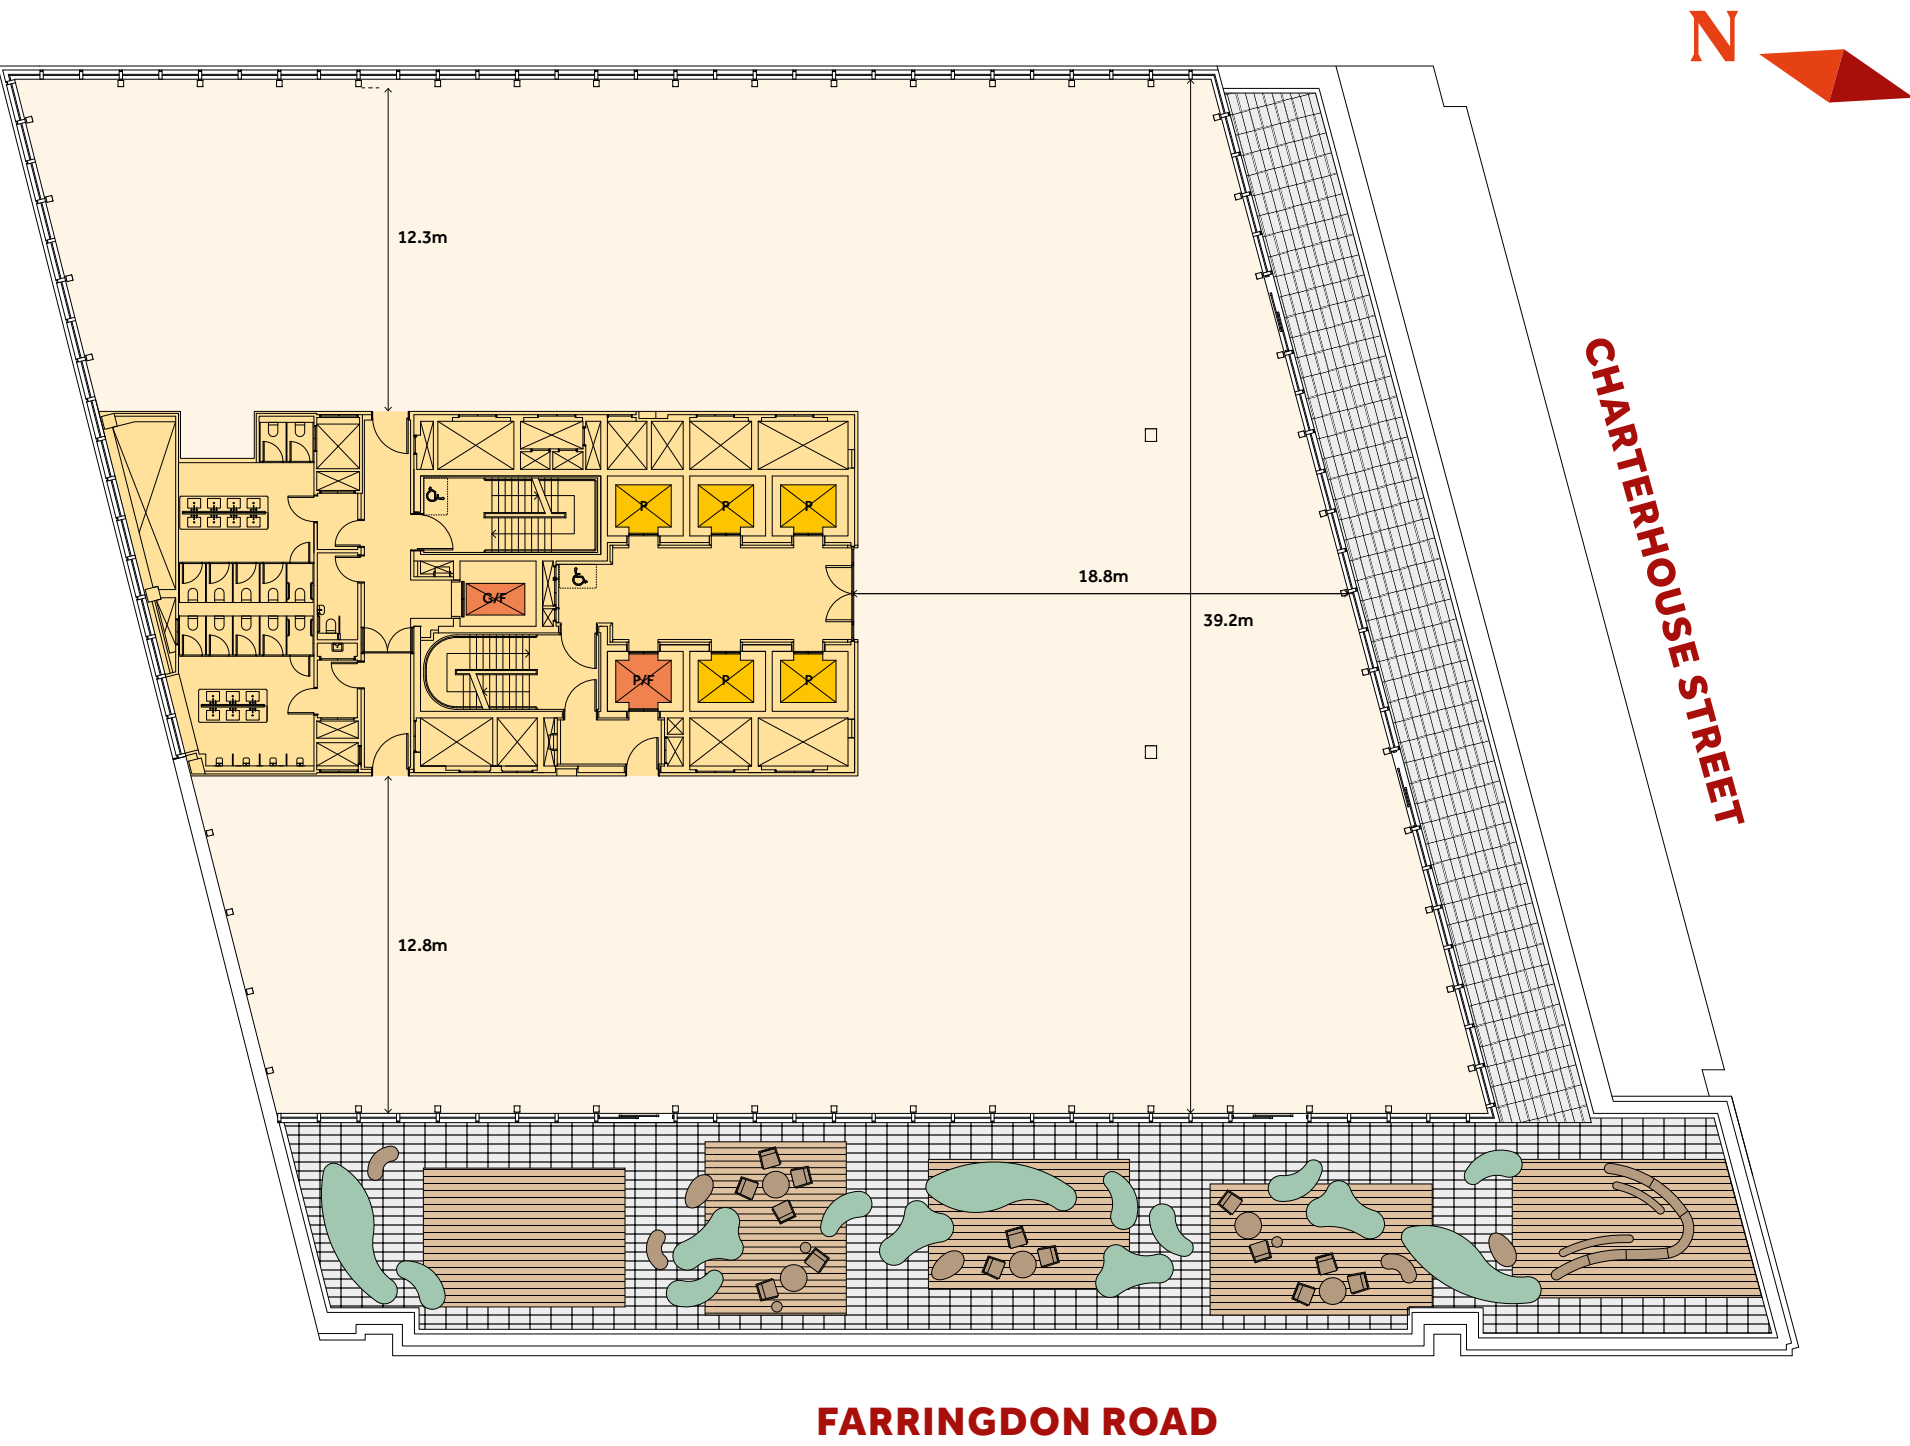 N
12.3m
CHARTERHOUSE STREET
P
P
P
18.8m
G/F
39.2m
P/F
P
P
12.8m
FARRINGDON ROAD